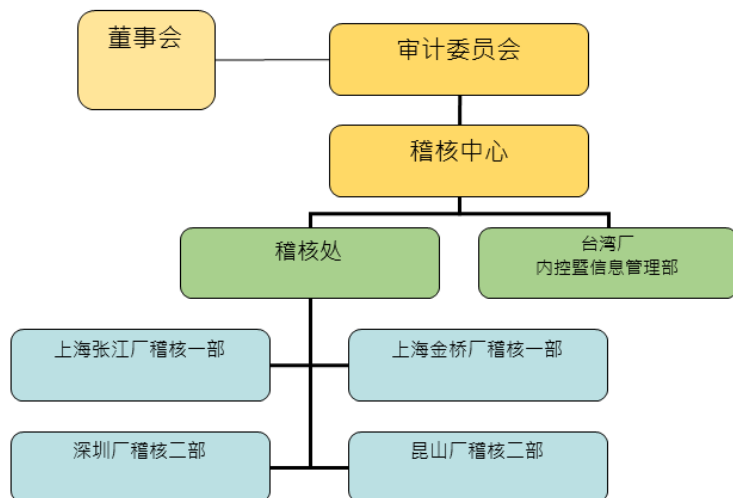 董事会
审计委员会
稽核中心
稽核处
台湾厂
内控暨信息管理部
上海张江厂稽核一部
上海金桥厂稽核一部
深圳厂稽核二部
昆山厂稽核二部